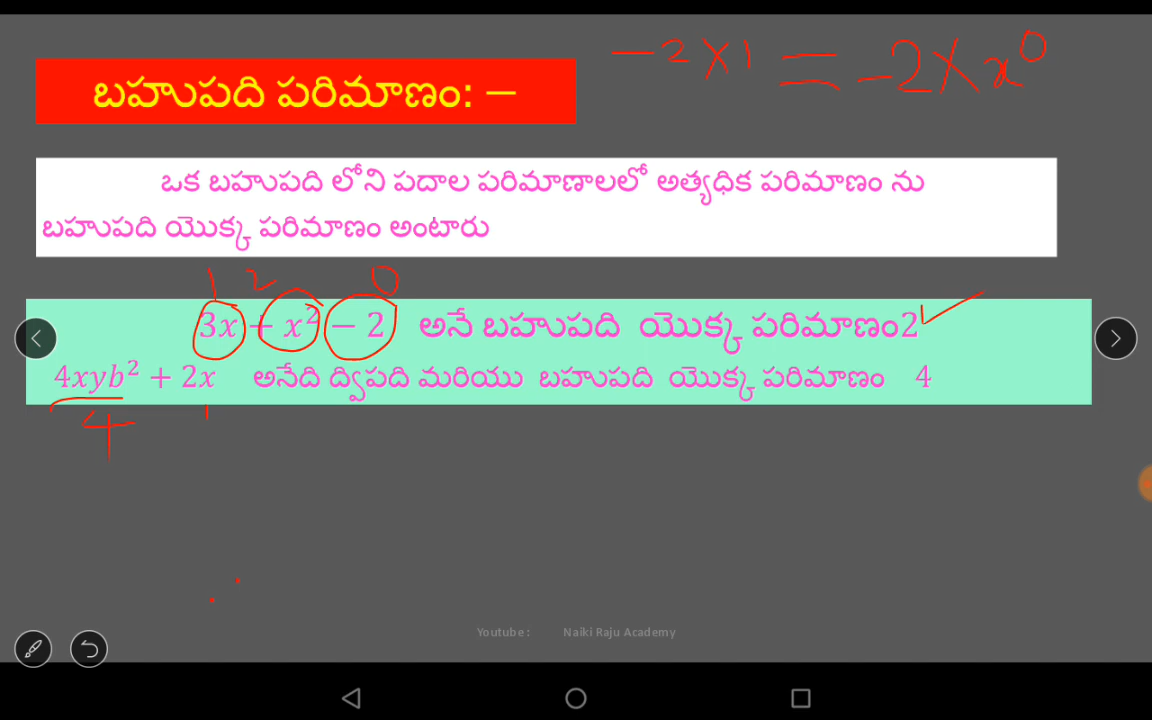 −2×1 = −2×x⁰
బహుపది పరిమాణం: −
ఒక బహుపది లోని పదాల పరిమాణాలలో అత్యధిక పరిమాణం ను
బహుపది యొక్క పరిమాణం అంటారు
1 2 0
3x + x² − 2 అనే బహుపది యొక్క పరిమాణం2
4xyb² + 2x అనేది ద్విపది మరియు బహుపది యొక్క పరిమాణం 4
4 1
Youtube : Naiki Raju Academy